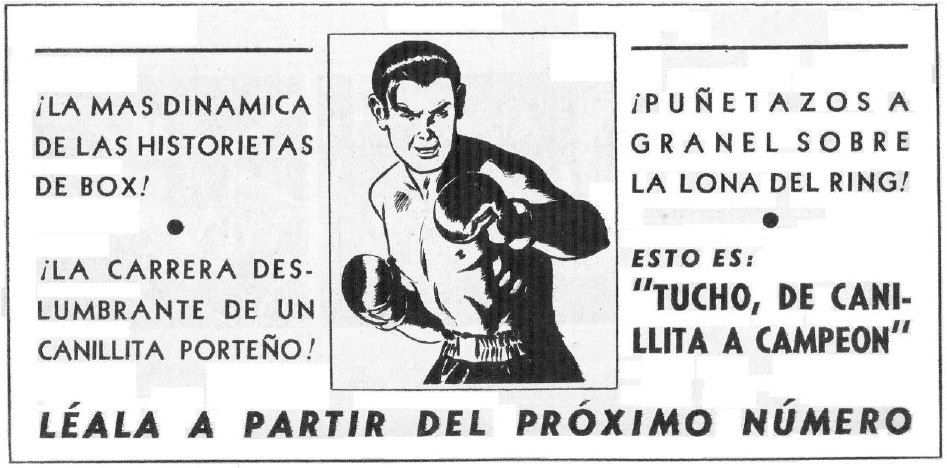 ¡LA MAS DINAMICA
DE LAS HISTORIETAS
DE BOX!
¡LA CARRERA DES-
LUMBRANTE DE UN
CANILLITA PORTEÑO!
¡PUÑETAZOS A
GRANEL SOBRE
LA LONA DEL RING!
ESTO ES:
"TUCHO, DE CANI-
LLITA A CAMPEON"
LÉALA A PARTIR DEL PRÓXIMO NÚMERO